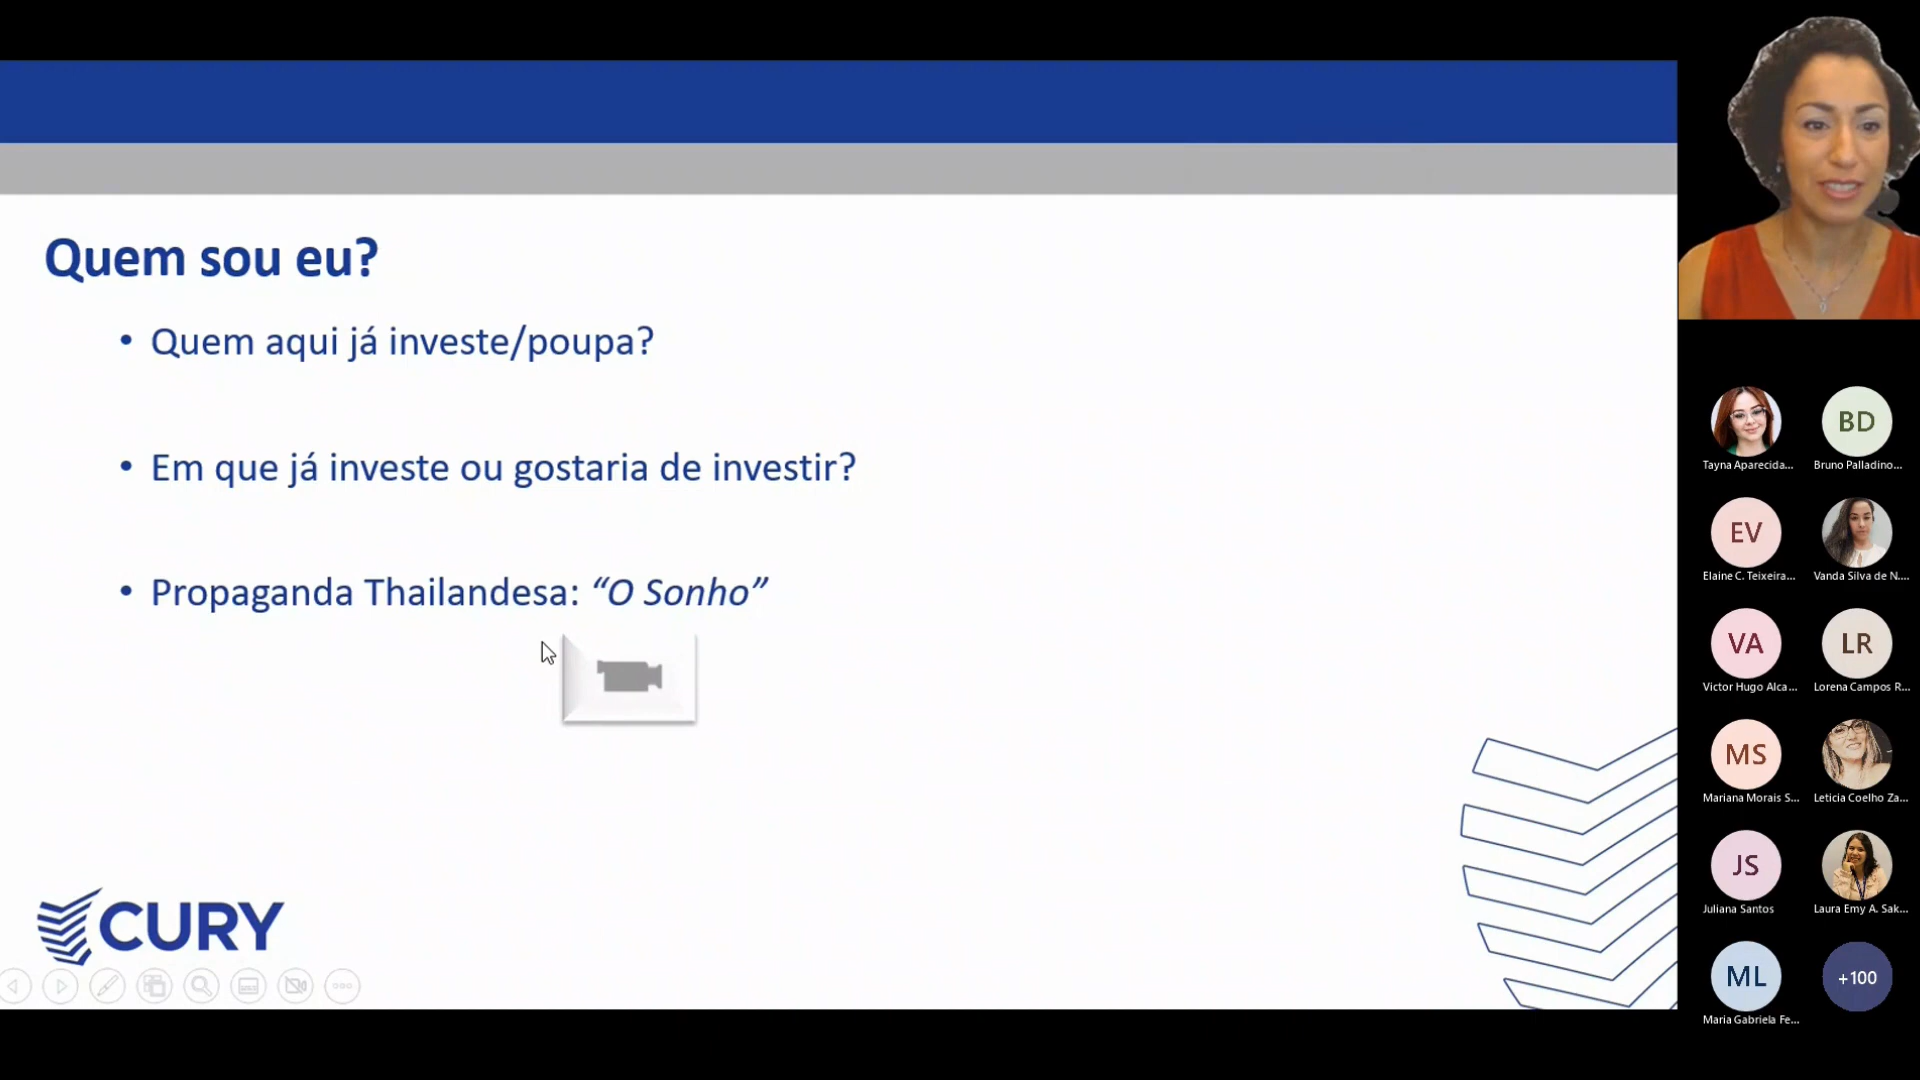 Quem sou eu?
• Quem aqui já investe/poupa?
• Em que já investe ou gostaria de investir?
• Propaganda Thailandesa: “O Sonho”
CURY
Tayna Aparecida...
BD
Bruno Palladino...
EV
Elaine C. Teixeira...
Vanda Silva de N....
VA
Victor Hugo Alca...
LR
Lorena Campos R...
MS
Mariana Morais S...
Leticia Coelho Za...
JS
Juliana Santos
Laura Emy A. Sak...
ML
Maria Gabriela Fe...
+100